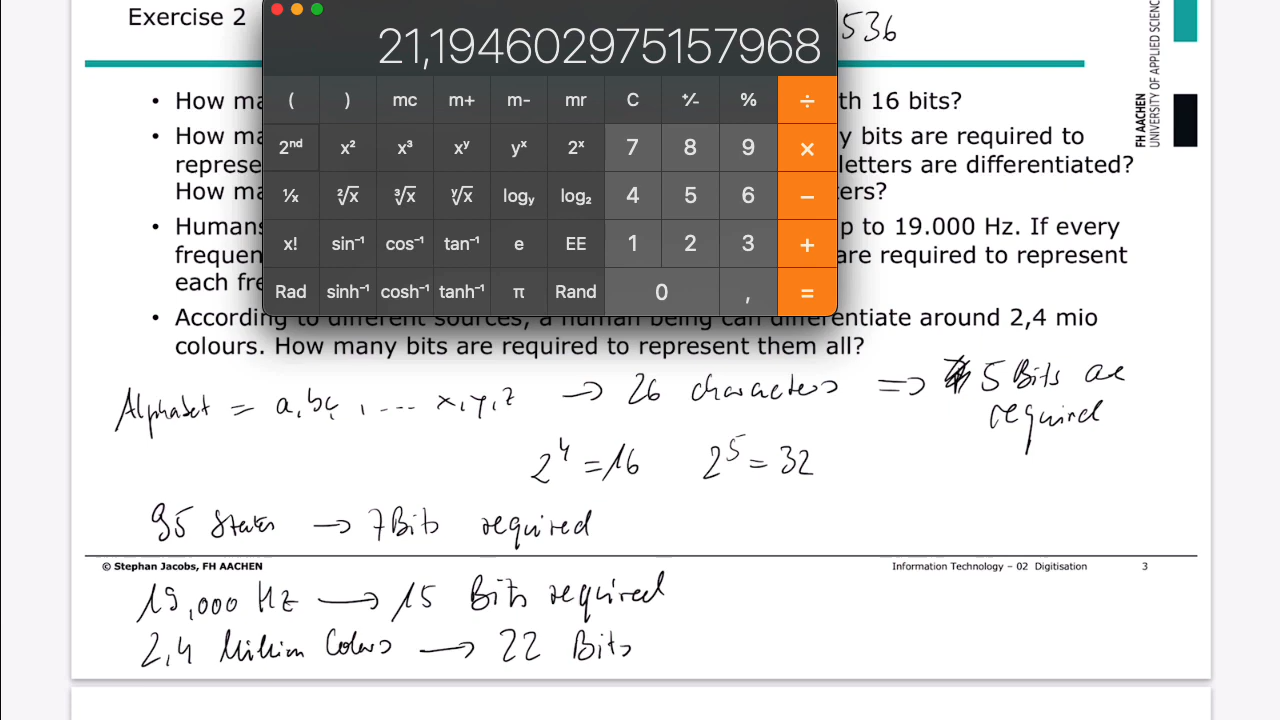 Exercise 2
536
21,194602975157968
( ) mc m+ m- mr C +/- % ÷
2nd x² x³ xʸ yˣ 2ˣ 7 8 9 ×
¹/x ²√x ³√x ʸ√x logᵧ log₂ 4 5 6 −
x! sin⁻¹ cos⁻¹ tan⁻¹ e EE 1 2 3 +
Rad sinh⁻¹ cosh⁻¹ tanh⁻¹ π Rand 0 , =
FH AACHEN
UNIVERSITY OF APPLIED SCIENC
• How ma th 16 bits?
• How ma y bits are required to
represe letters are differentiated?
How ma ters?
• Humans p to 19.000 Hz. If every
frequen are required to represent
each fre
• According to different sources, a human being can differentiate around 2,4 mio
colours. How many bits are required to represent them all?
Alphabet = a, b, c, .... x, y, z → 26 characters => 5 Bits are
required
2⁴ = 16 2⁵ = 32
95 States → 7 Bits required
© Stephan Jacobs, FH AACHEN Information Technology – 02 Digitisation 3
19,000 Hz → 15 Bits required
2,4 Million Colors → 22 Bits